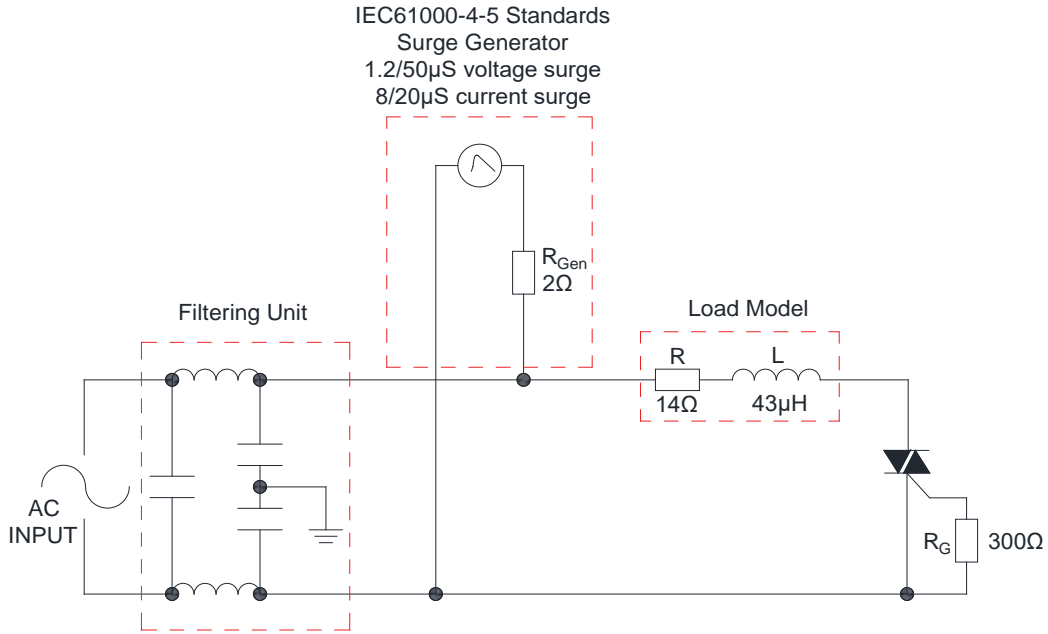 IEC61000-4-5 Standards
Surge Generator
1.2/50μS voltage surge
8/20μS current surge
R_Gen
2Ω
Filtering Unit
Load Model
R
L
14Ω
43μH
AC
INPUT
R_G
300Ω